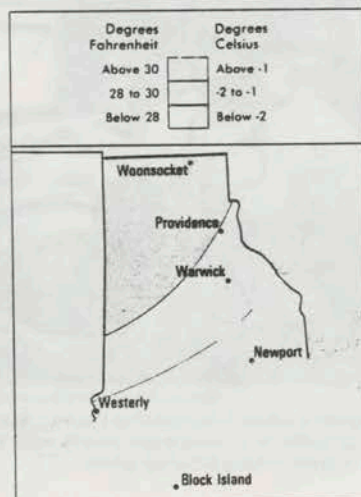 Degrees Fahrenheit
Degrees Celsius
Above 30
Above -1
28 to 30
-2 to -1
Below 28
Below -2
Woonsocket
Providence
Warwick
Newport
Westerly
Block Island